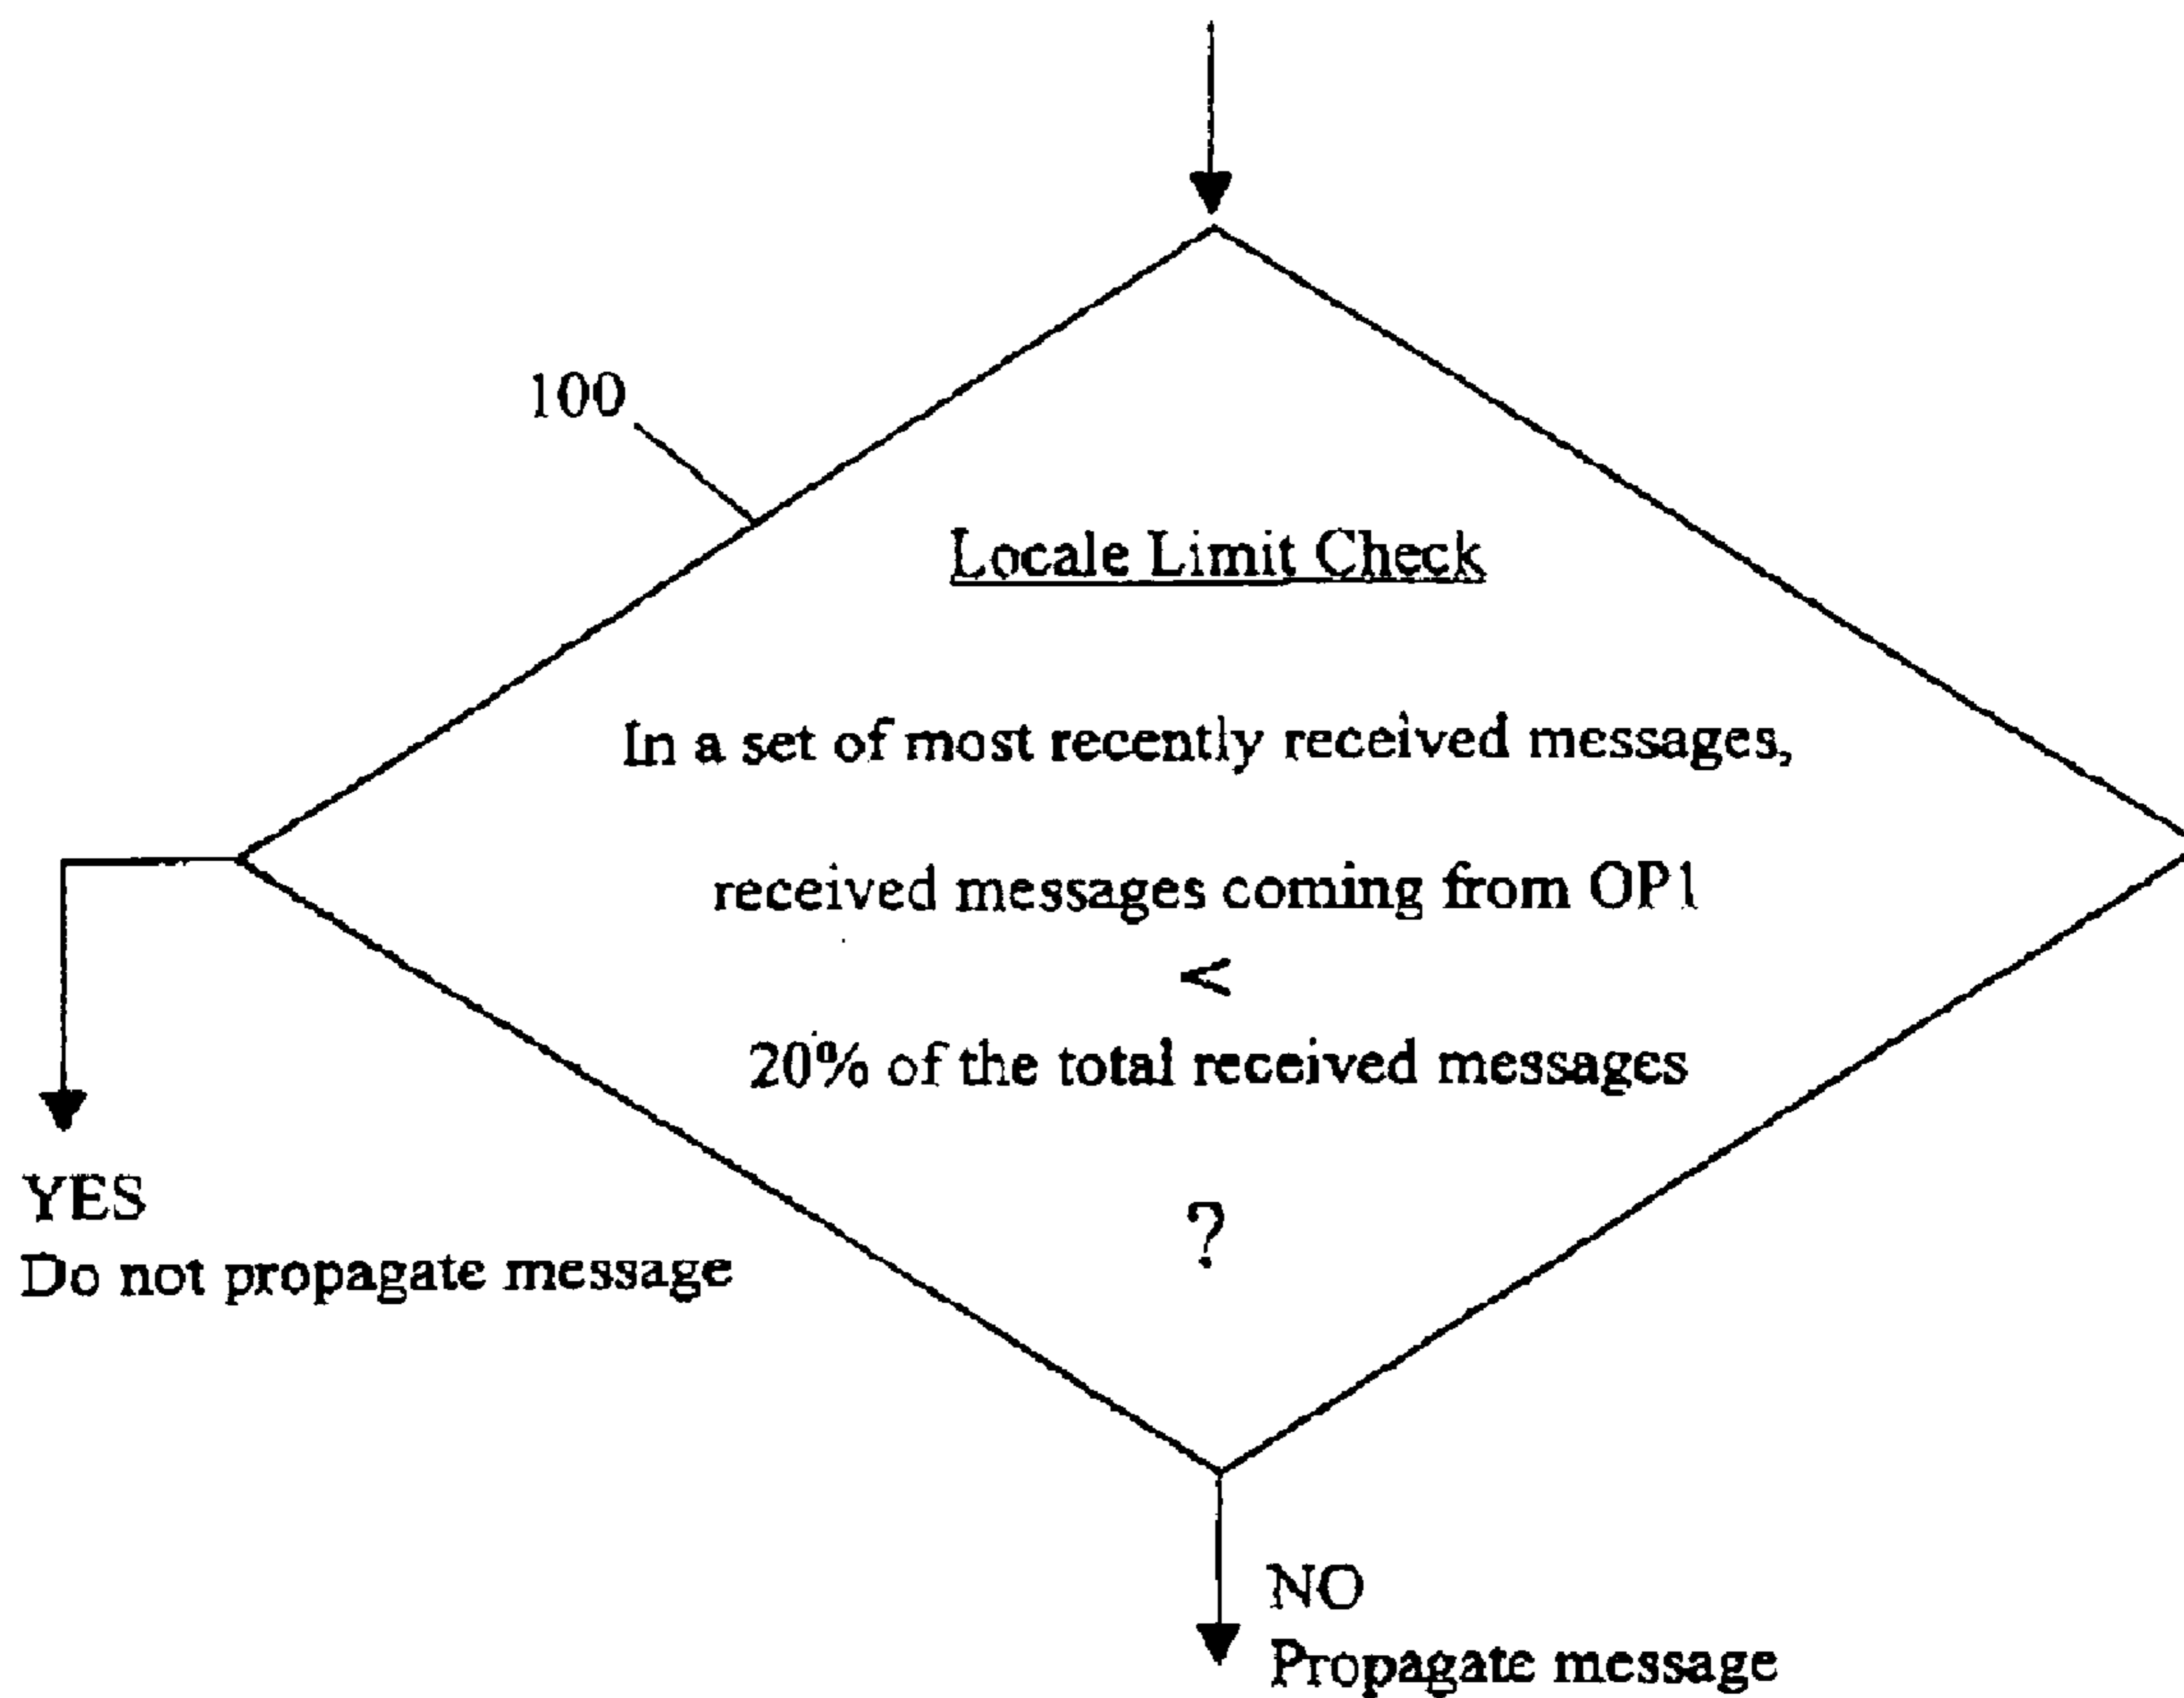 100
Locale Limit Check
In a set of most recently received messages,
received messages coming from OP1
<
20% of the total received messages
?
YES
Do not propagate message
NO
Propagate message